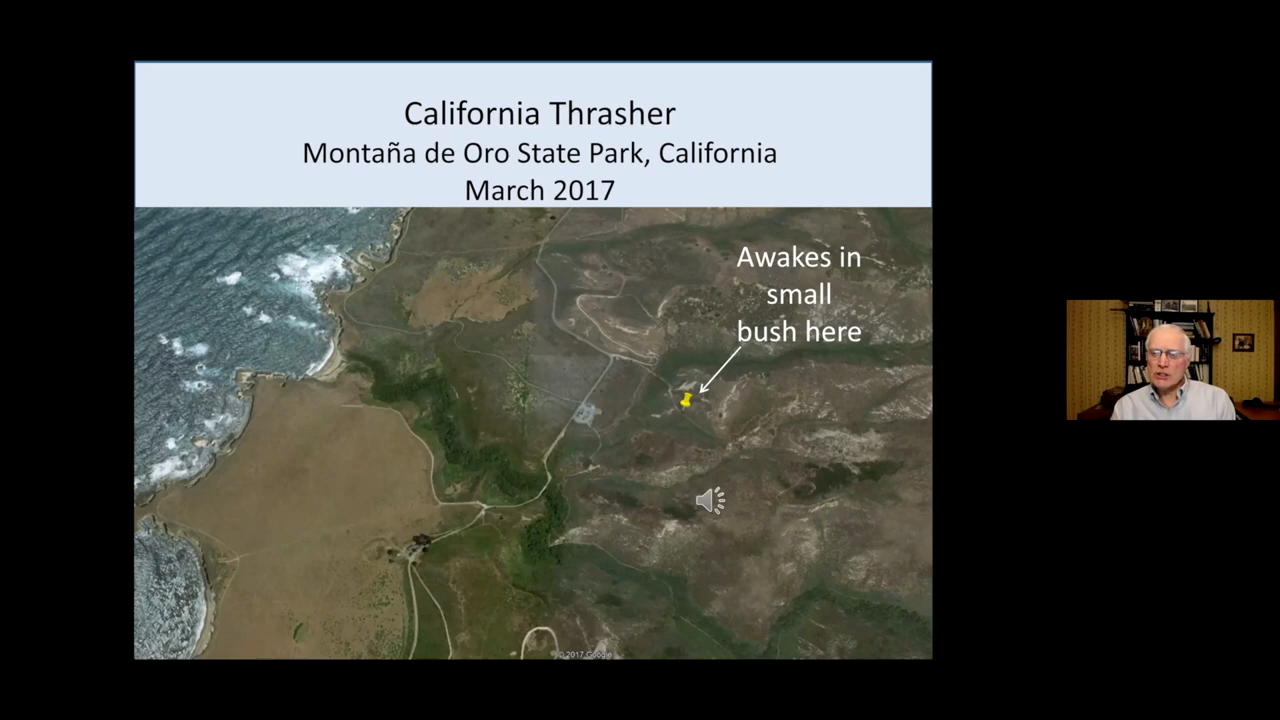 California Thrasher
Montaña de Oro State Park, California
March 2017
Awakes in
small
bush here
© 2017 Google